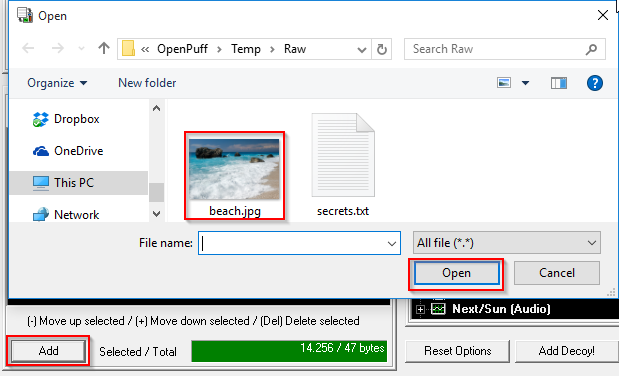 Open
« OpenPuff › Temp › Raw
Search Raw
Organize
New folder
?
Dropbox
OneDrive
This PC
Network
beach.jpg
secrets.txt
File name:
All file (*.*)
Open
Cancel
Next/Sun (Audio)
(-) Move up selected / (+) Move down selected / (Del) Delete selected
Add
Selected / Total
14.256 / 47 bytes
Reset Options
Add Decoy!